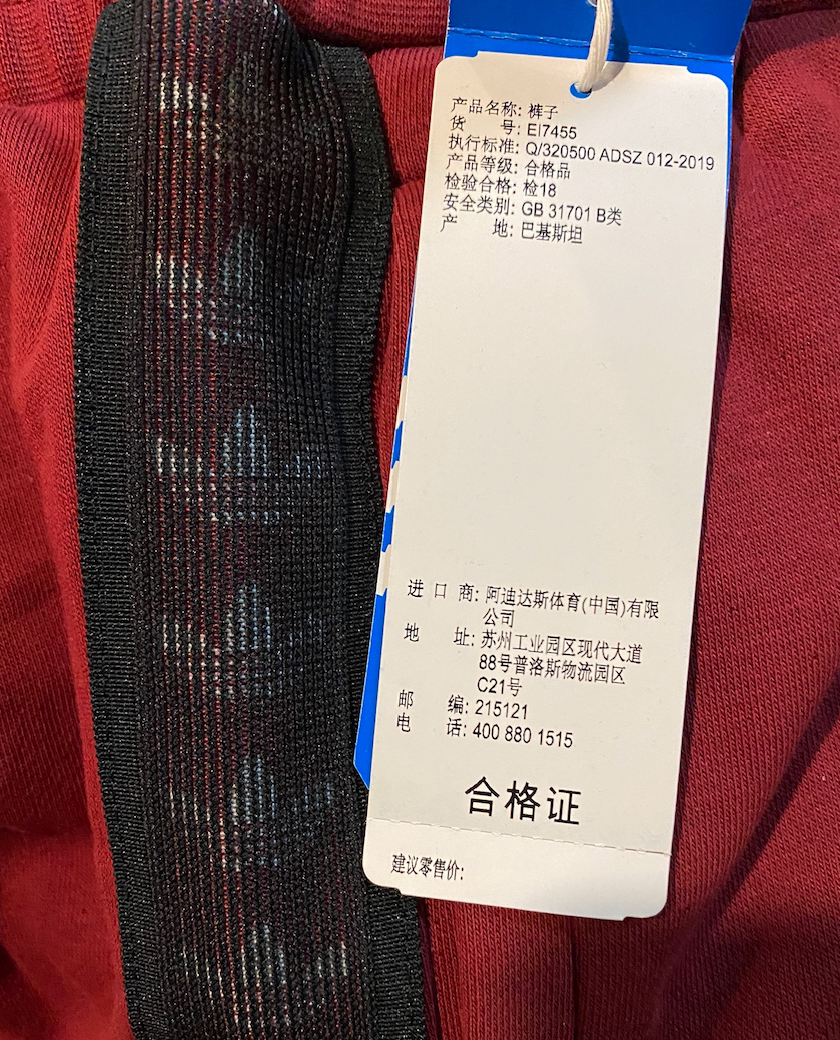 产品名称: 裤子
货 号: EI7455
执行标准: Q/320500 ADSZ 012-2019
产品等级: 合格品
检验合格: 检18
安全类别: GB 31701 B类
产 地: 巴基斯坦
进 口 商: 阿迪达斯体育(中国)有限
公司
地 址: 苏州工业园区现代大道
88号普洛斯物流园区
C21号
邮 编: 215121
电 话: 400 880 1515
合格证
建议零售价: